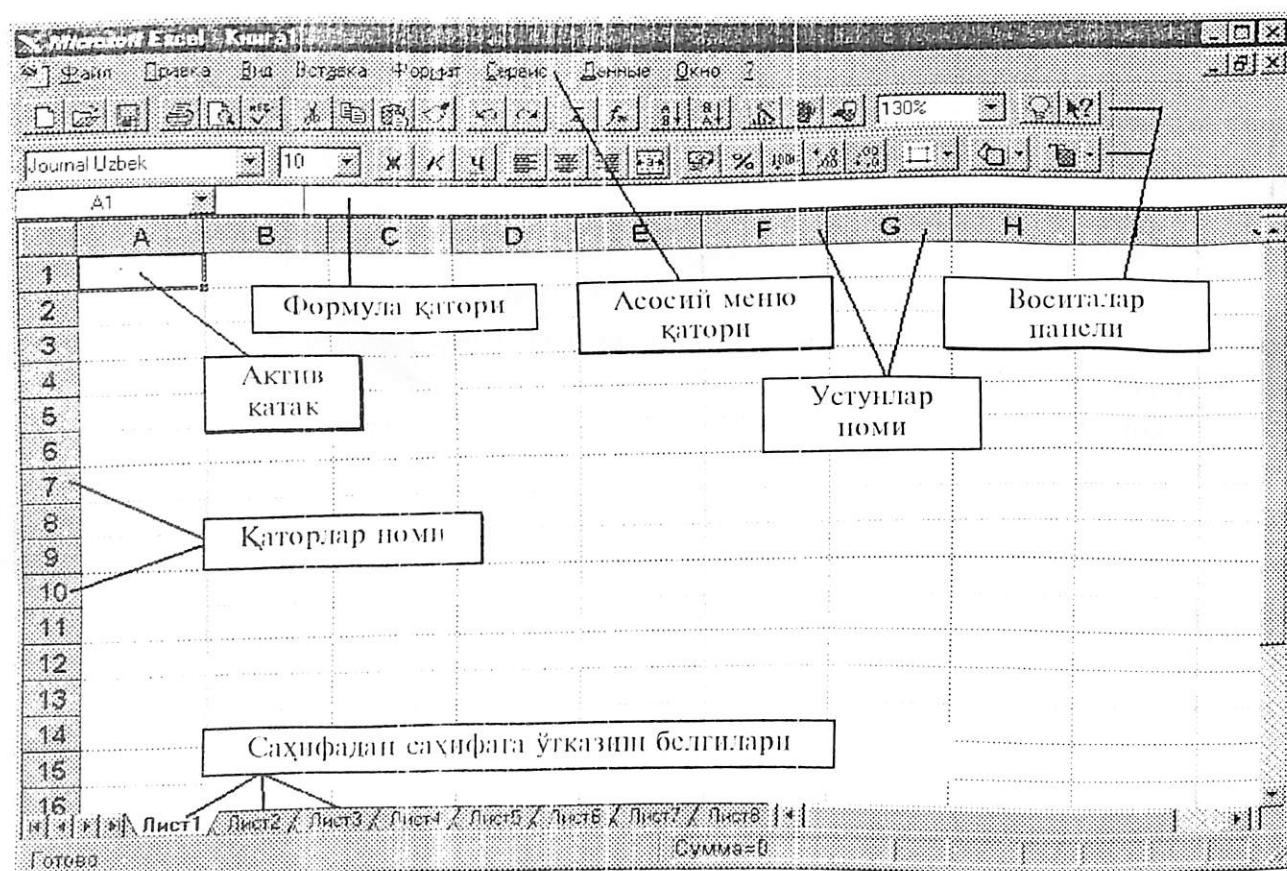 Microsoft Excel - Книга1
Файл Правка Вид Вставка Формат Сервис Данные Окно ?
130%
Journal Uzbek 10 Ж К Ч %
A1
A B C D E F G H
1
2
3
4
5
6
7
8
9
10
11
12
13
14
15
16
Формула қатори
Асосий меню
қатори
Воситалар
панели
Актив
катак
Устунлар
номи
Қаторлар номи
Саҳифадан саҳифага ўтказиш белгилари
Лист1 Лист2 Лист3 Лист4 Лист5 Лист6 Лист7 Лист8
Готово Сумма=0